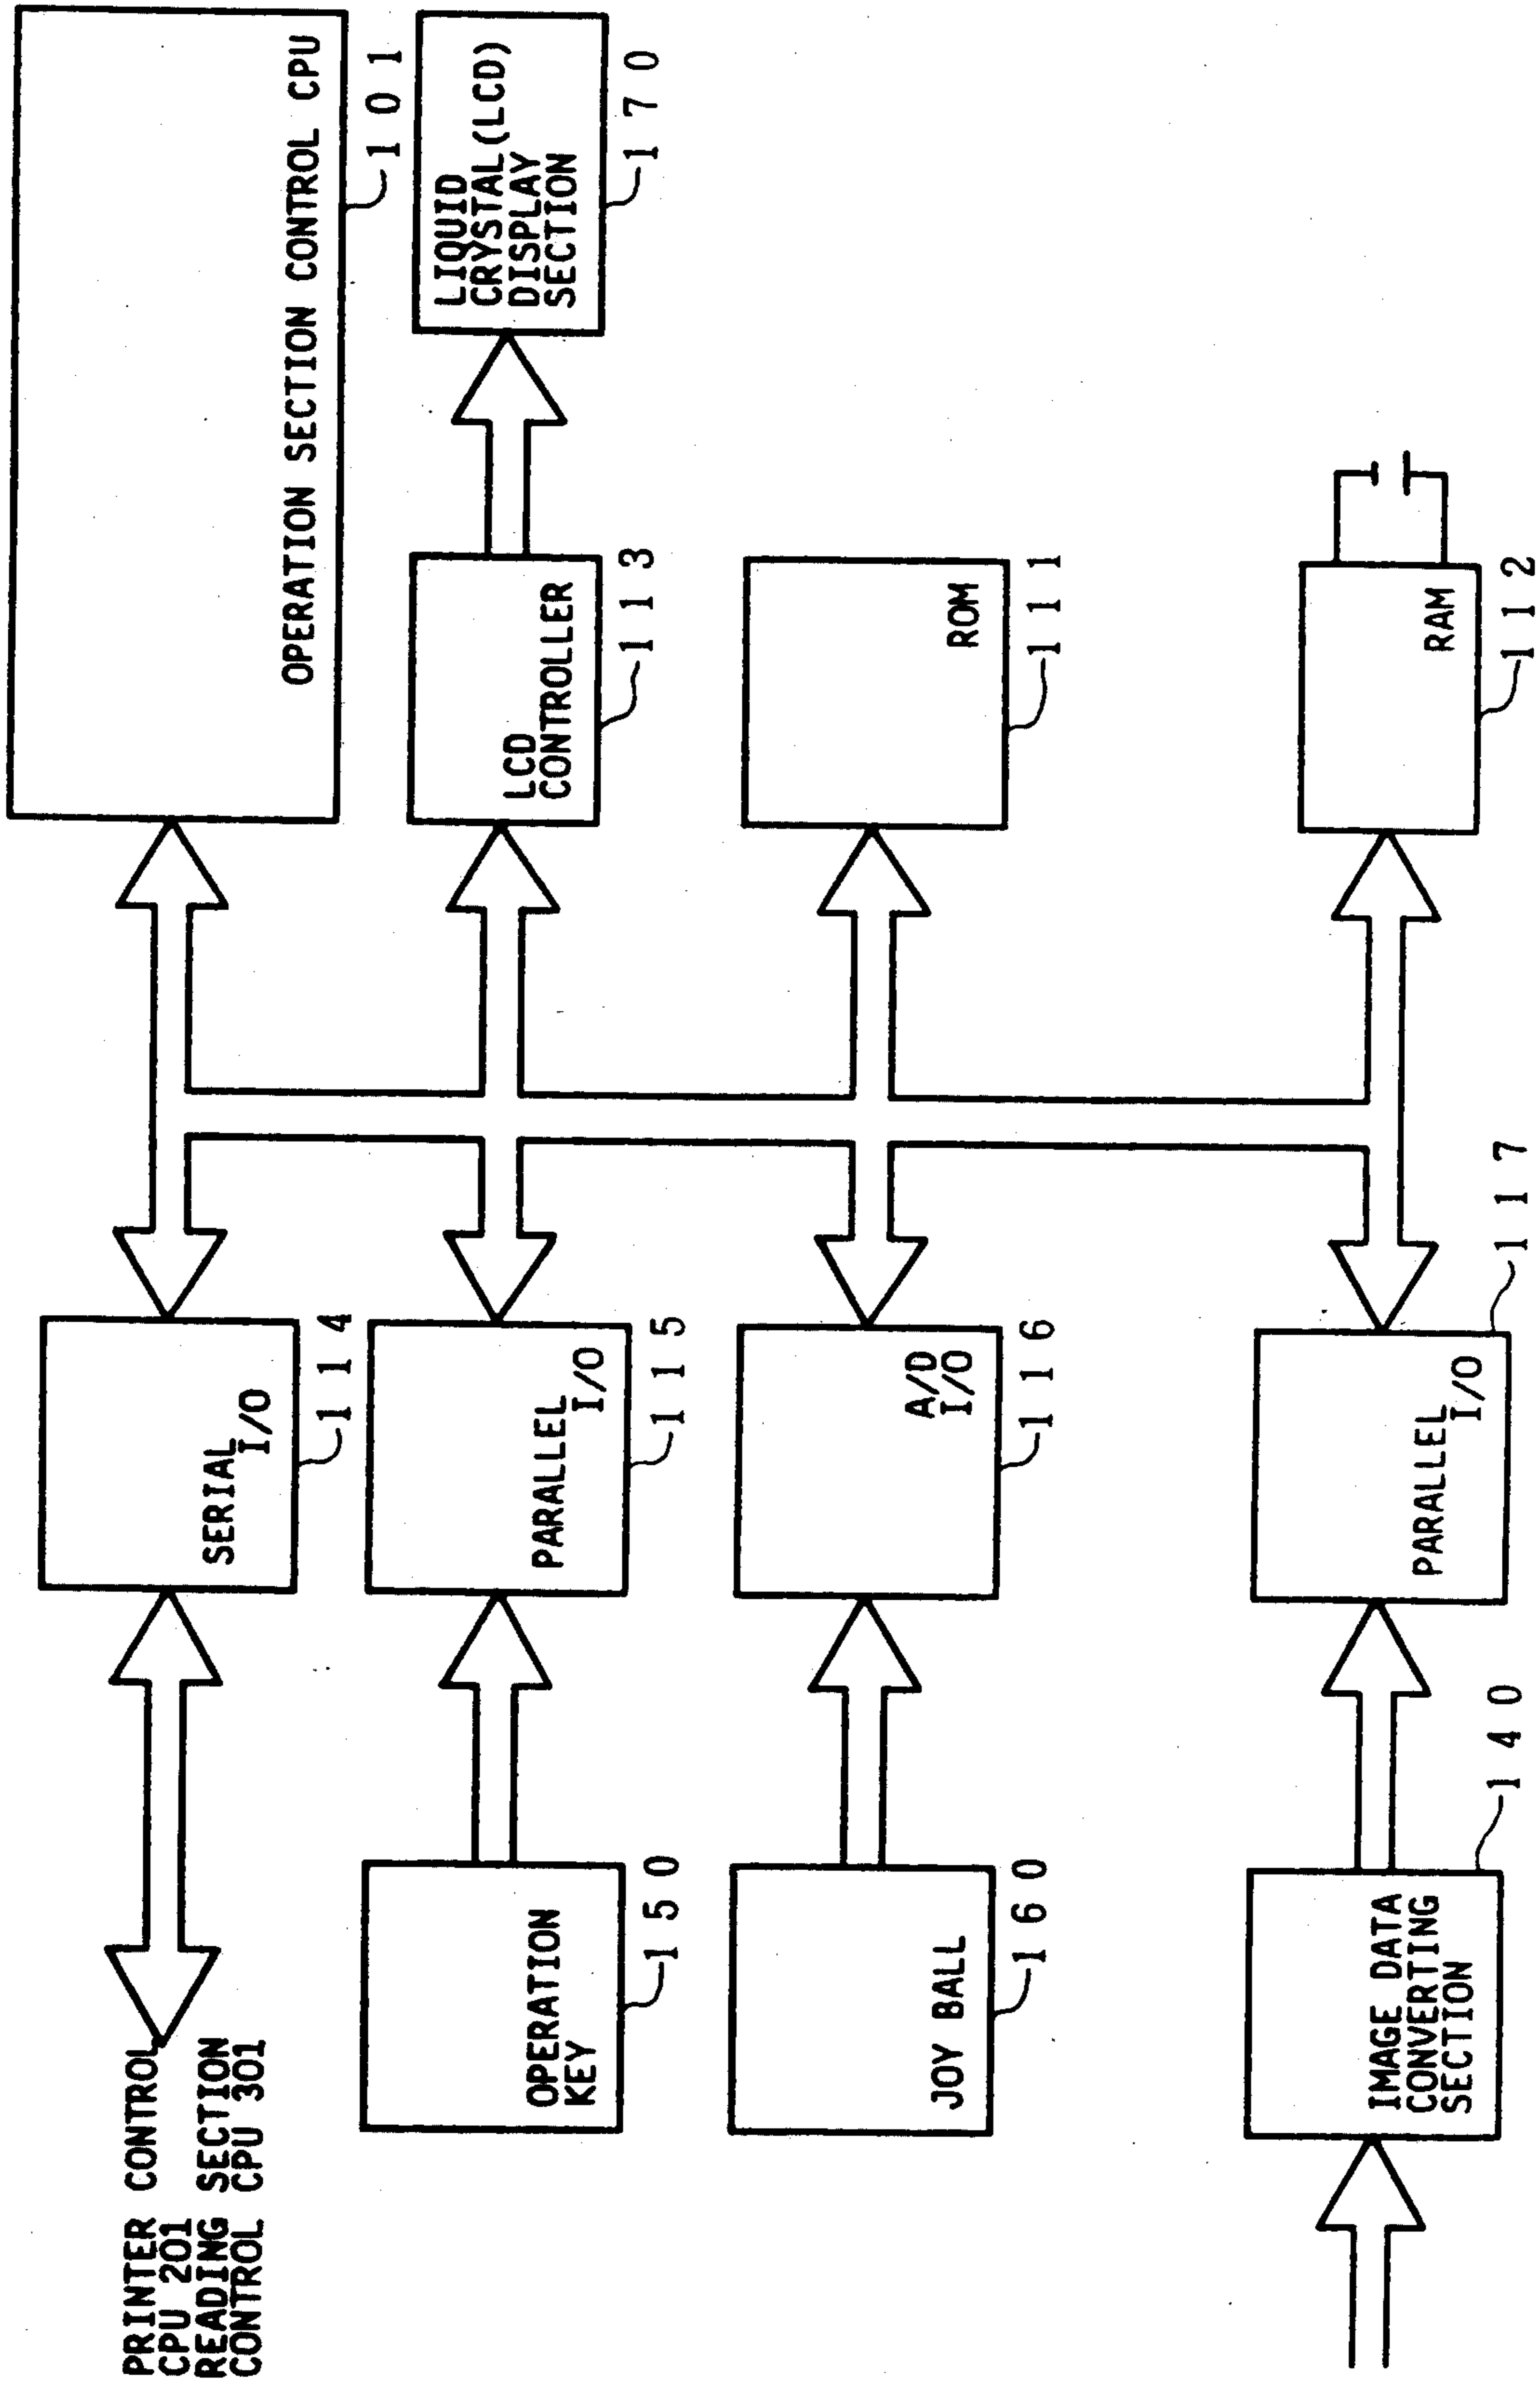 PRINTER CONTROL
CPU 201
READING SECTION
CONTROL CPU 301
SERIAL
I/O
114
OPERATION SECTION CONTROL CPU
101
OPERATION
KEY
150
PARALLEL
I/O
115
LCD
CONTROLLER
113
LIQUID
CRYSTAL(LCD)
DISPLAY
SECTION
170
JOY BALL
160
A/D
I/O
116
ROM
111
IMAGE DATA
CONVERTING
SECTION
140
PARALLEL
I/O
117
RAM
112